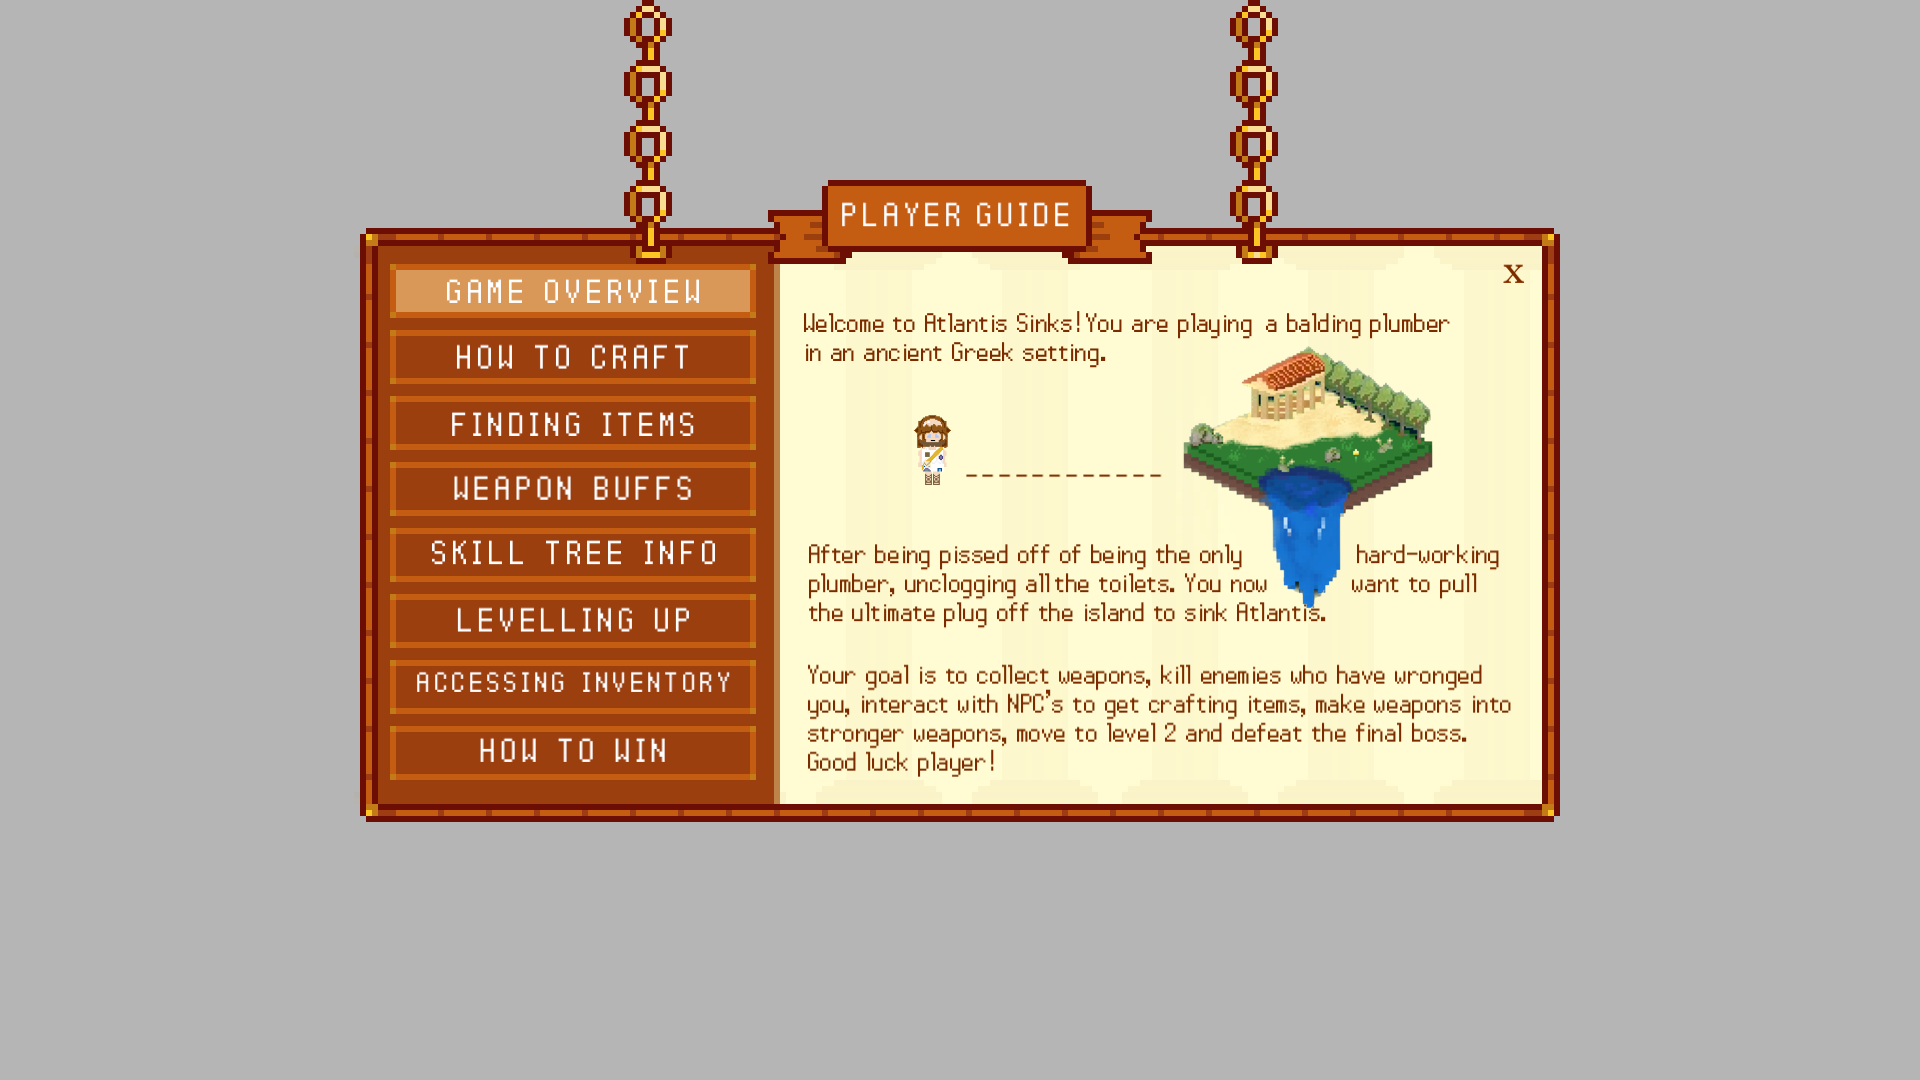 PLAYER GUIDE
GAME OVERVIEW
HOW TO CRAFT
FINDING ITEMS
WEAPON BUFFS
SKILL TREE INFO
LEVELLING UP
ACCESSING INVENTORY
HOW TO WIN
X
Welcome to Atlantis Sinks! You are playing a balding plumber
in an ancient Greek setting.
After being pissed off of being the only hard-working
plumber, unclogging all the toilets. You now want to pull
the ultimate plug off the island to sink Atlantis.
Your goal is to collect weapons, kill enemies who have wronged
you, interact with NPC's to get crafting items, make weapons into
stronger weapons, move to level 2 and defeat the final boss.
Good luck player!